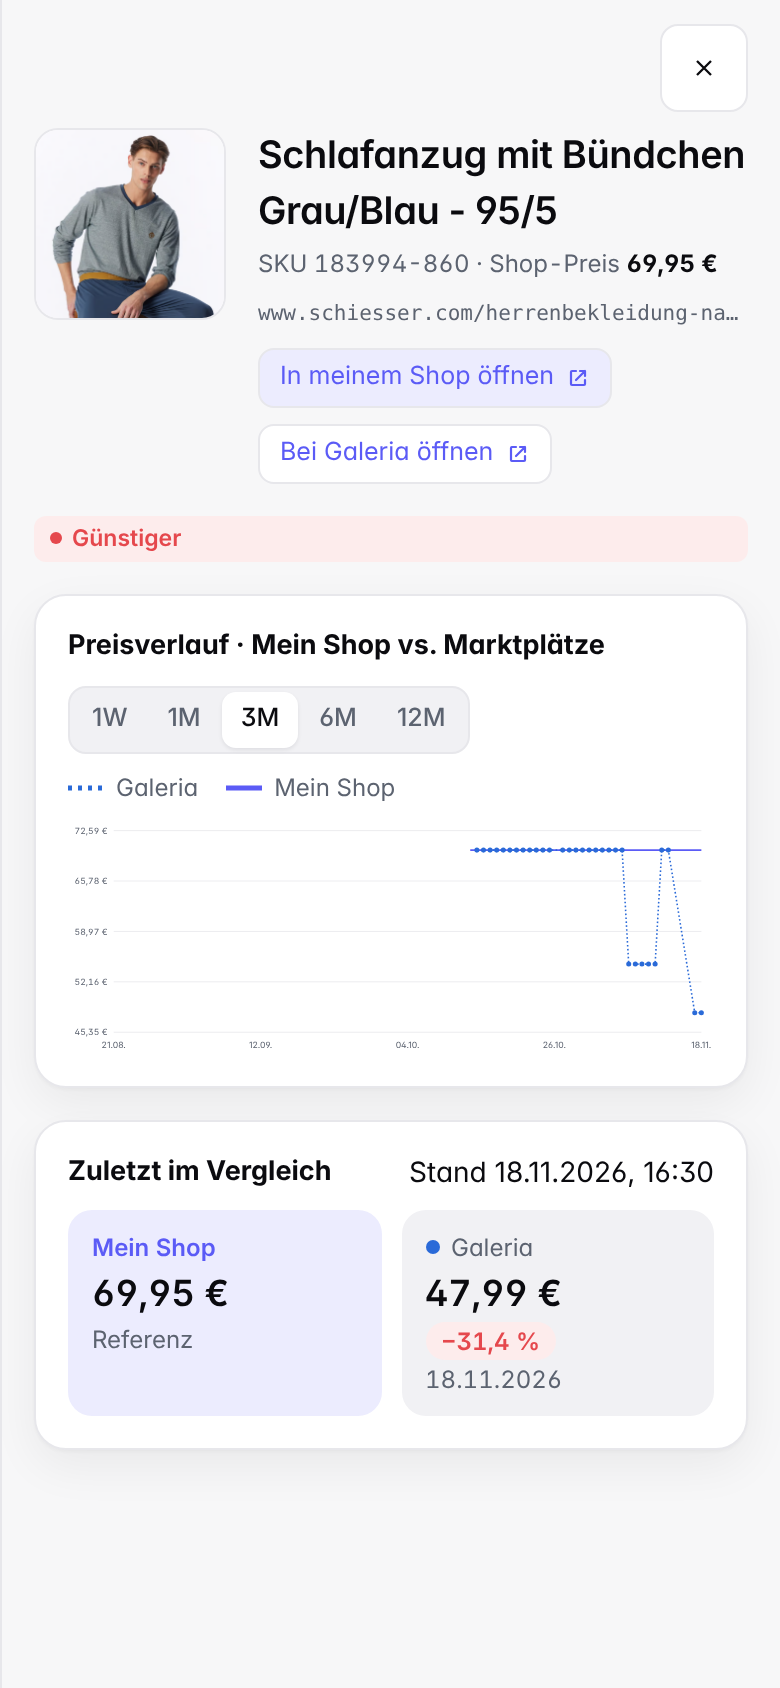 Schlafanzug mit Bündchen
Grau/Blau - 95/5
SKU 183994-860 · Shop-Preis 69,95 €
www.schiesser.com/herrenbekleidung-na…
In meinem Shop öffnen
Bei Galeria öffnen
Günstiger
Preisverlauf · Mein Shop vs. Marktplätze
1W 1M 3M 6M 12M
Galeria Mein Shop
72,59 €
65,78 €
58,97 €
52,16 €
45,35 €
21.08. 12.09. 04.10. 26.10. 18.11.
Zuletzt im Vergleich Stand 18.11.2026, 16:30
Mein Shop
69,95 €
Referenz
Galeria
47,99 €
−31,4 %
18.11.2026